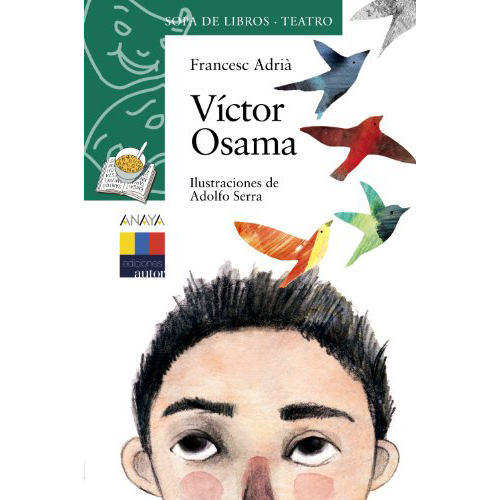 SOPA DE LIBROS · TEATRO
Francesc Adrià
Víctor
Osama
Ilustraciones de
Adolfo Serra
ANAYA
ediciones
autor